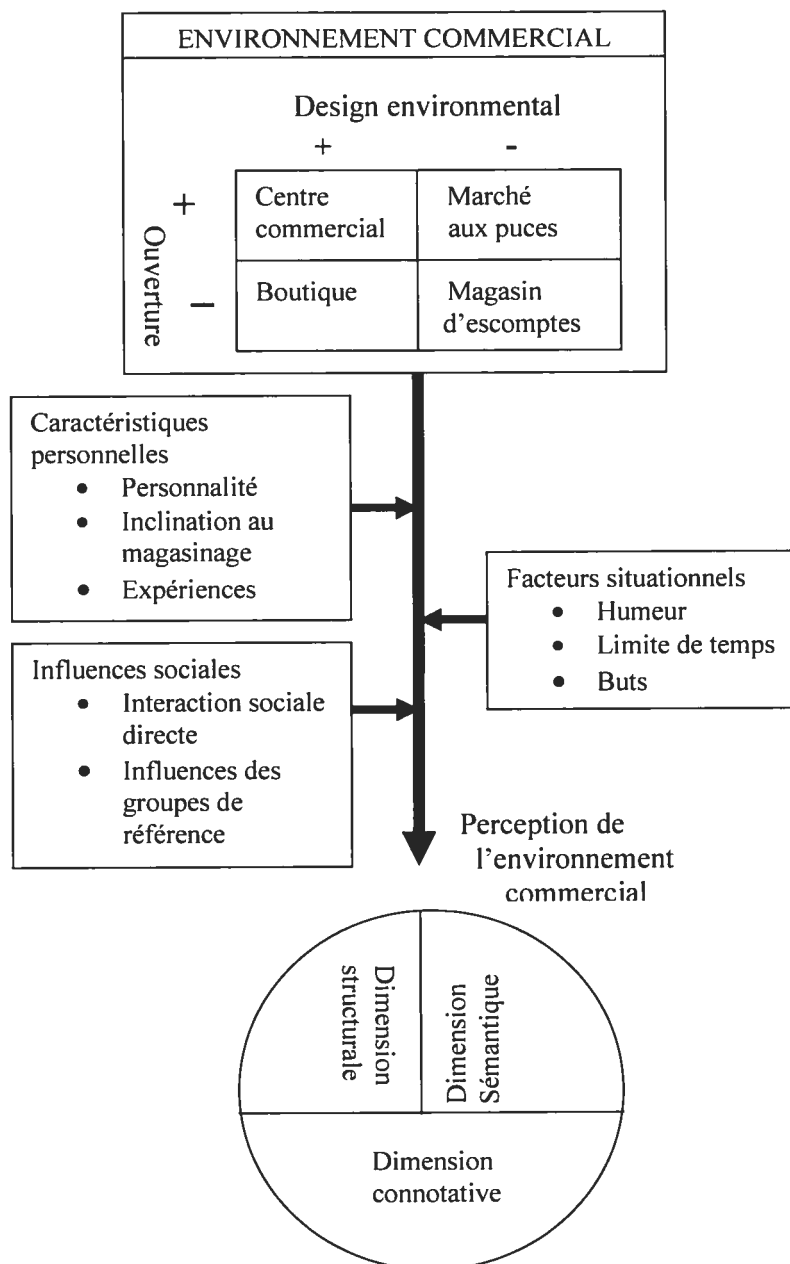 ENVIRONNEMENT COMMERCIAL
Design environmental
+ -
+
Ouverture
−
Centre
commercial
Marché
aux puces
Boutique
Magasin
d'escomptes
Caractéristiques
personnelles
• Personnalité
• Inclination au
magasinage
• Expériences
Facteurs situationnels
• Humeur
• Limite de temps
• Buts
Influences sociales
• Interaction sociale
directe
• Influences des
groupes de
référence
Perception de
l'environnement
commercial
Dimension
structurale
Dimension
Sémantique
Dimension
connotative